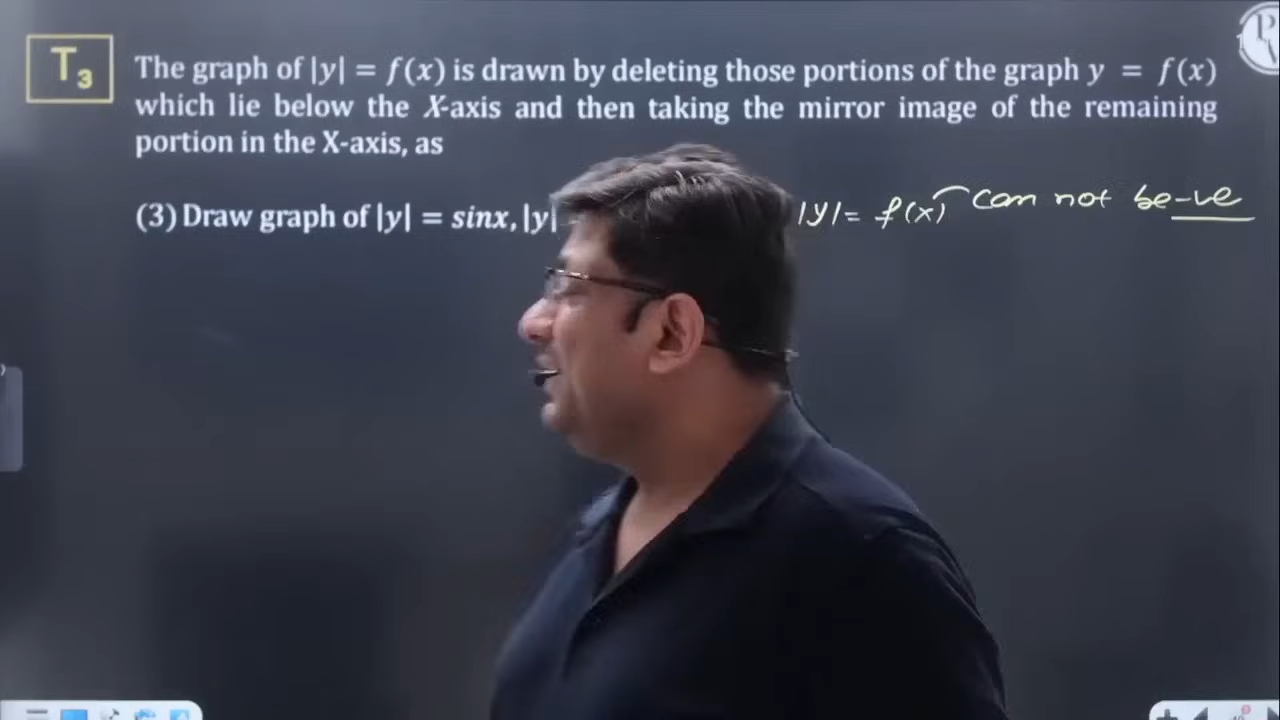 T3
The graph of |y| = f(x) is drawn by deleting those portions of the graph y = f(x)
which lie below the X-axis and then taking the mirror image of the remaining
portion in the X-axis, as
(3) Draw graph of |y| = sinx, |y|
|y| = f(x) can not be -ve